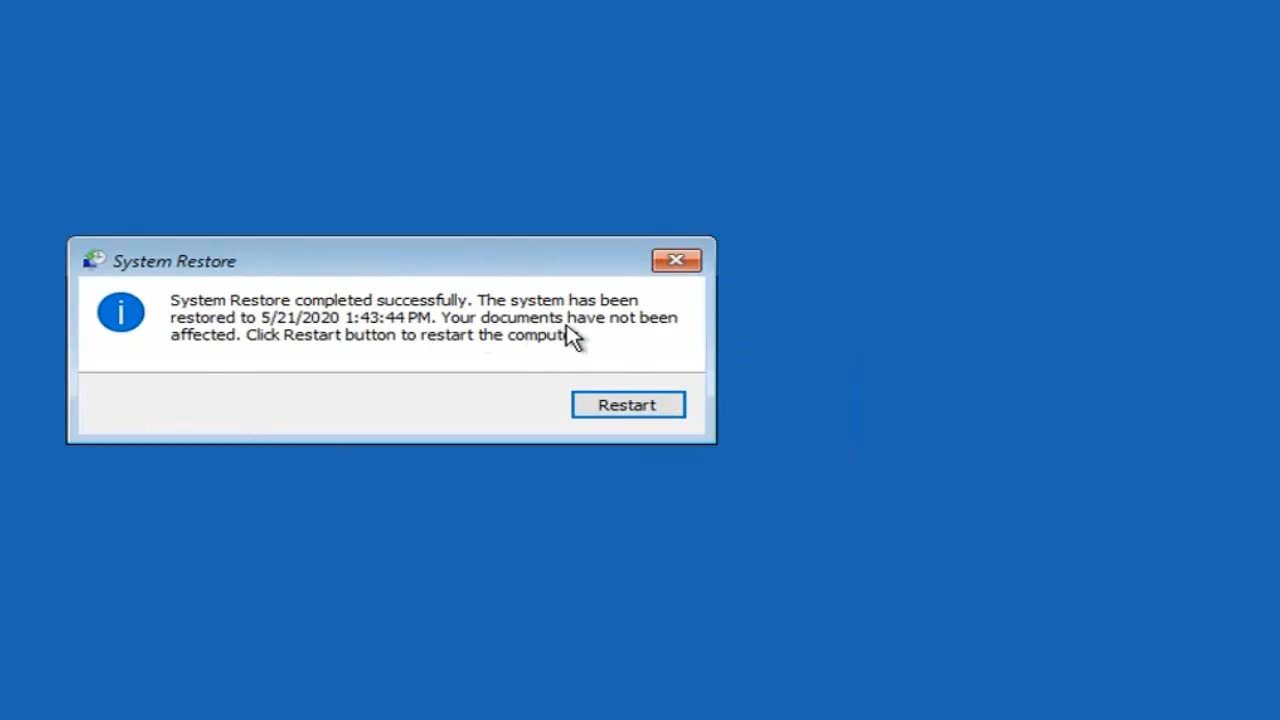 System Restore
System Restore completed successfully. The system has been
restored to 5/21/2020 1:43:44 PM. Your documents have not been
affected. Click Restart button to restart the
Restart